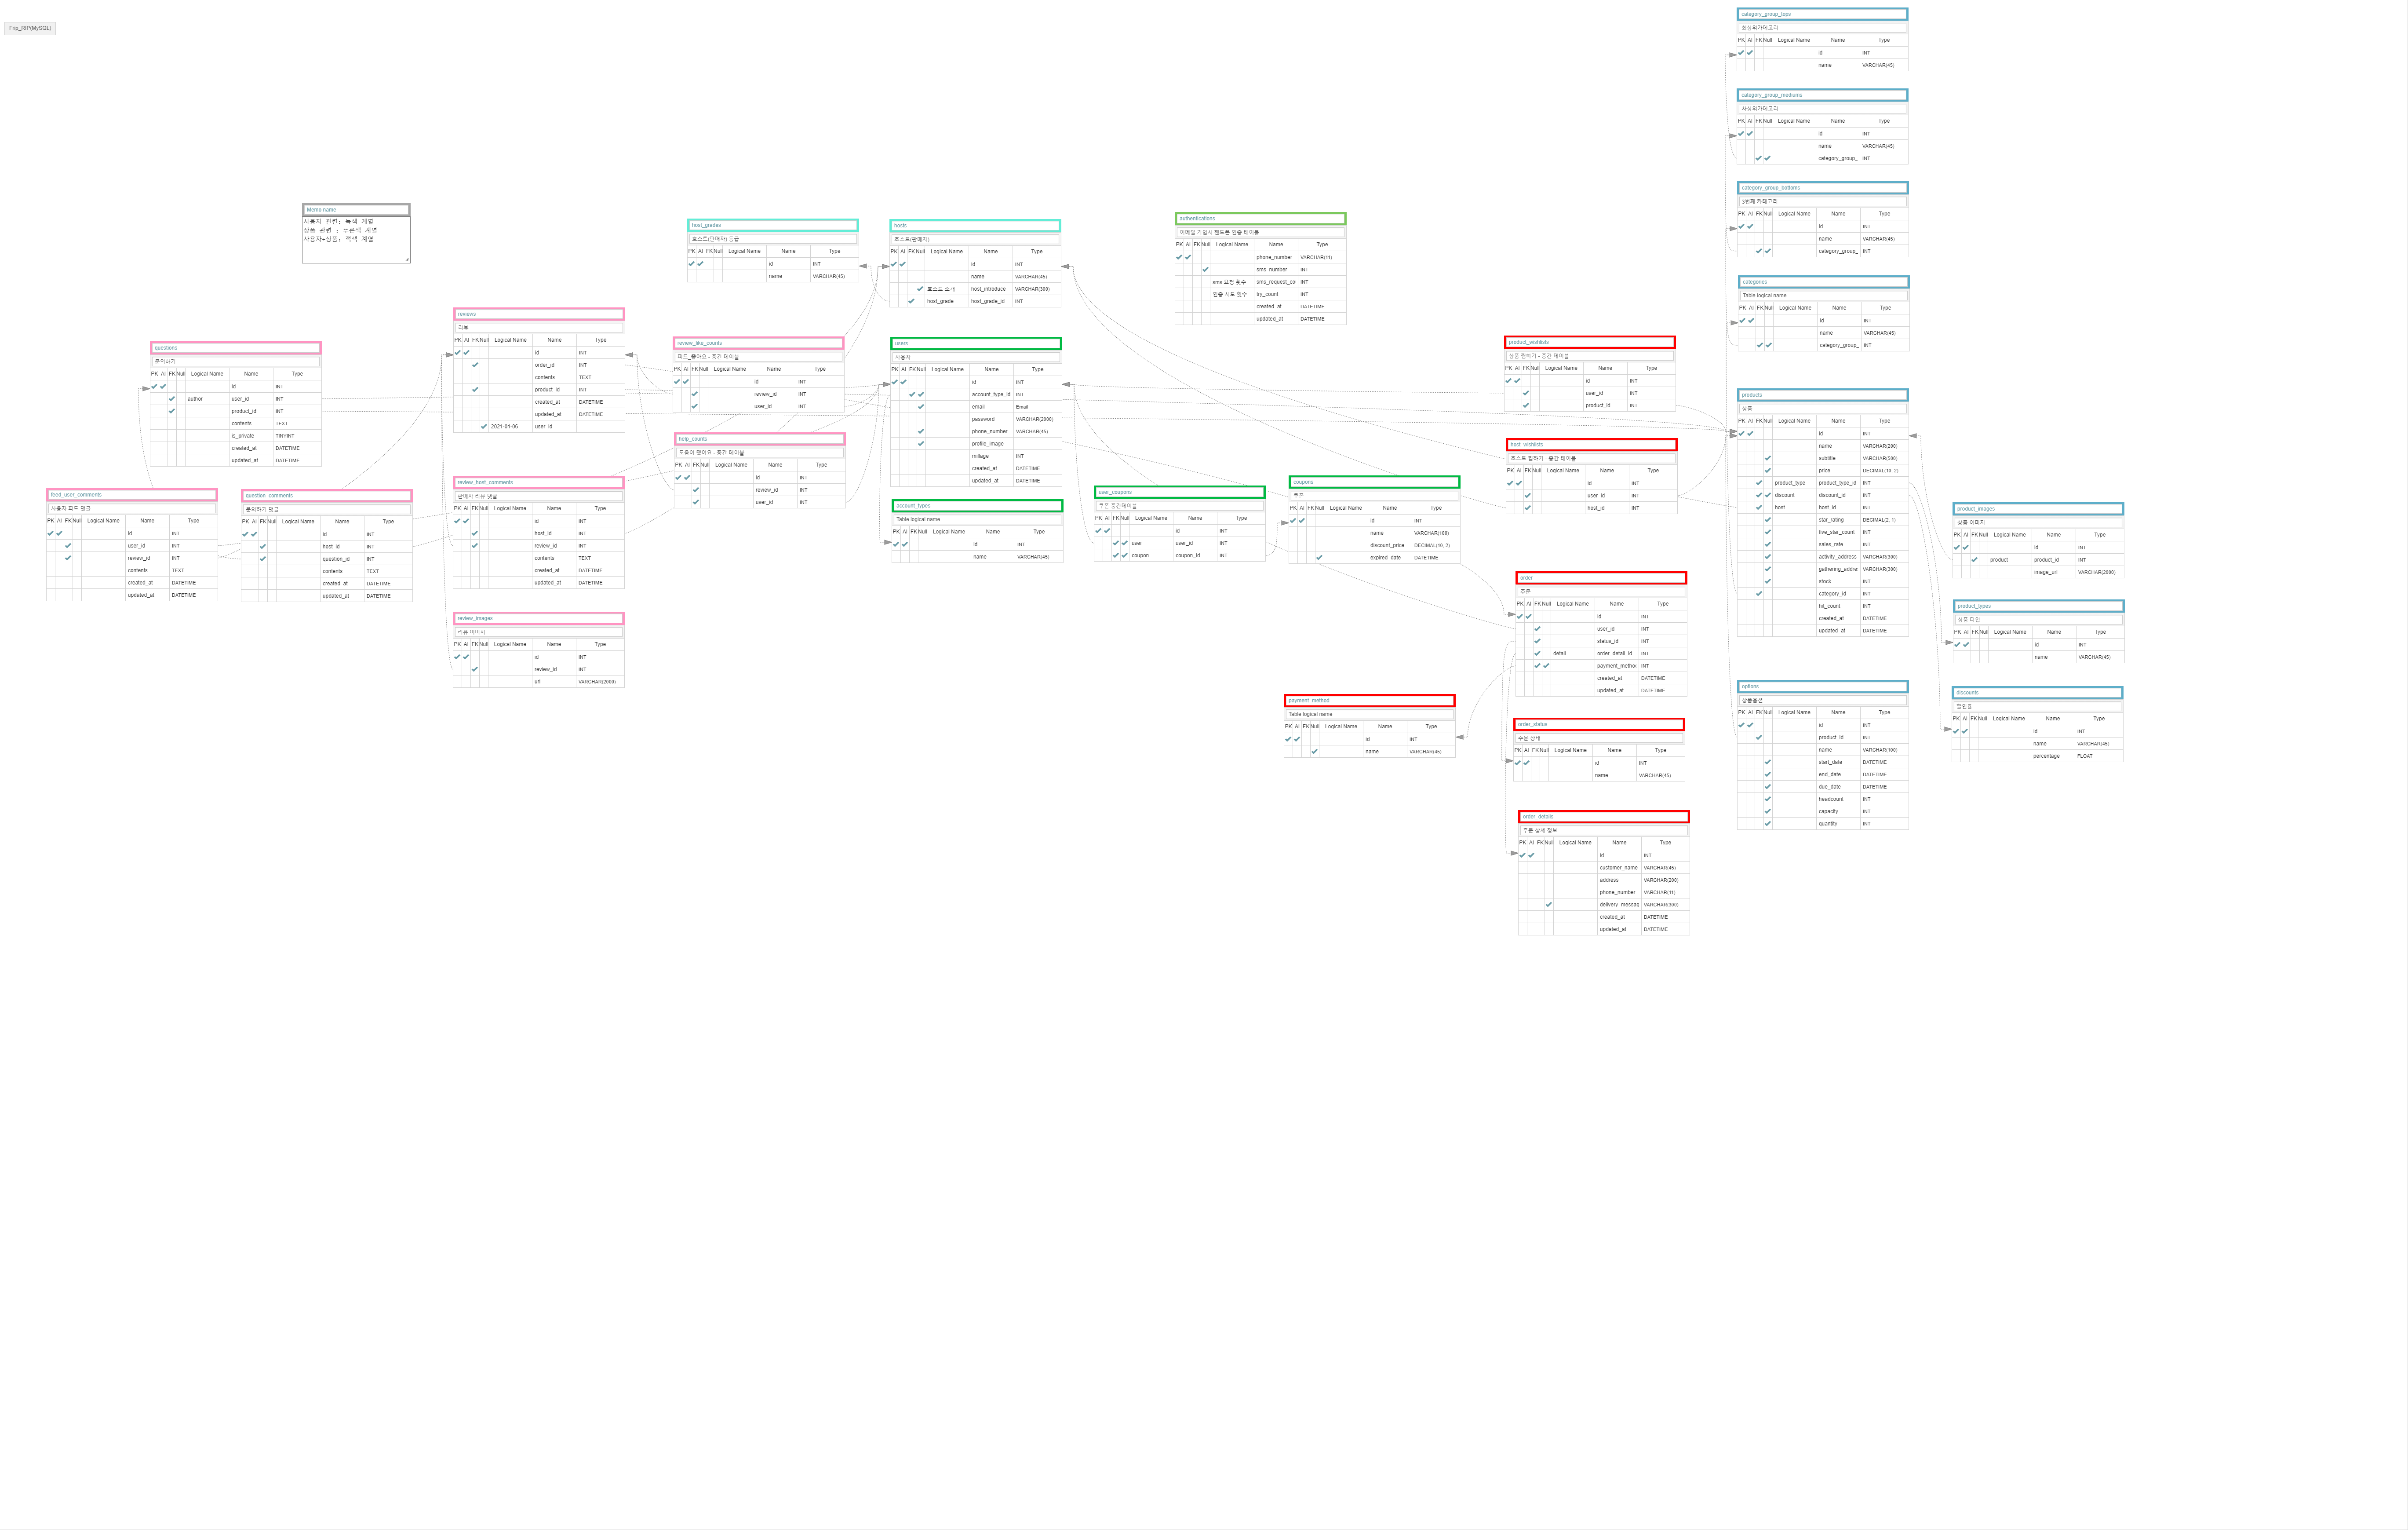 Frip_RIP(MySQL)
Memo name
사용자 관련: 녹색 계열
상품 관련 : 푸른색 계열
사용자-상품: 적색 계열
category_group_tops
최상위카테고리
PK AI FK Null Logical Name Name Type
id INT
name VARCHAR(45)
category_group_mediums
차상위카테고리
PK AI FK Null Logical Name Name Type
id INT
name VARCHAR(45)
category_group_ INT
category_group_bottoms
3번째 카테고리
PK AI FK Null Logical Name Name Type
id INT
name VARCHAR(45)
category_group_ INT
categories
Table logical name
PK AI FK Null Logical Name Name Type
id INT
name VARCHAR(45)
category_group_ INT
host_grades
호스트(판매자) 등급
PK AI FK Null Logical Name Name Type
id INT
name VARCHAR(45)
hosts
호스트(판매자)
PK AI FK Null Logical Name Name Type
id INT
name VARCHAR(45)
호스트 소개 host_introduce VARCHAR(300)
host_grade host_grade_id INT
authentications
이메일 가입시 핸드폰 인증 테이블
PK AI FK Null Logical Name Name Type
phone_number VARCHAR(11)
sms_number INT
sms 요청 횟수 sms_request_co INT
인증 시도 횟수 try_count INT
created_at DATETIME
updated_at DATETIME
questions
문의하기
PK AI FK Null Logical Name Name Type
id INT
author user_id INT
product_id INT
contents TEXT
is_private TINYINT
created_at DATETIME
updated_at DATETIME
reviews
리뷰
PK AI FK Null Logical Name Name Type
id INT
order_id INT
contents TEXT
product_id INT
created_at DATETIME
updated_at DATETIME
2021-01-06 user_id
review_like_counts
피드_좋아요 - 중간 테이블
PK AI FK Null Logical Name Name Type
id INT
review_id INT
user_id INT
users
사용자
PK AI FK Null Logical Name Name Type
id INT
account_type_id INT
email Email
password VARCHAR(2000)
phone_number VARCHAR(45)
profile_image
millage INT
created_at DATETIME
updated_at DATETIME
product_wishlists
상품 찜하기 - 중간 테이블
PK AI FK Null Logical Name Name Type
id INT
user_id INT
product_id INT
products
상품
PK AI FK Null Logical Name Name Type
id INT
name VARCHAR(200)
subtitle VARCHAR(500)
price DECIMAL(10, 2)
product_type product_type_id INT
discount discount_id INT
host host_id INT
star_rating DECIMAL(2, 1)
five_star_count INT
sales_rate INT
activity_address VARCHAR(300)
gathering_addre VARCHAR(300)
stock INT
category_id INT
hit_count INT
created_at DATETIME
updated_at DATETIME
help_counts
도움이 됐어요 - 중간 테이블
PK AI FK Null Logical Name Name Type
id INT
review_id INT
user_id INT
host_wishlists
호스트 찜하기 - 중간 테이블
PK AI FK Null Logical Name Name Type
id INT
user_id INT
host_id INT
feed_user_comments
사용자 피드 댓글
PK AI FK Null Logical Name Name Type
id INT
user_id INT
review_id INT
contents TEXT
created_at DATETIME
updated_at DATETIME
question_comments
문의하기 댓글
PK AI FK Null Logical Name Name Type
id INT
host_id INT
question_id INT
contents TEXT
created_at DATETIME
updated_at DATETIME
review_host_comments
판매자 리뷰 댓글
PK AI FK Null Logical Name Name Type
id INT
host_id INT
review_id INT
contents TEXT
created_at DATETIME
updated_at DATETIME
account_types
Table logical name
PK AI FK Null Logical Name Name Type
id INT
name VARCHAR(45)
user_coupons
쿠폰 중간테이블
PK AI FK Null Logical Name Name Type
id INT
user user_id INT
coupon coupon_id INT
coupons
쿠폰
PK AI FK Null Logical Name Name Type
id INT
name VARCHAR(100)
discount_price DECIMAL(10, 2)
expired_date DATETIME
product_images
상품 이미지
PK AI FK Null Logical Name Name Type
id INT
product product_id INT
image_url VARCHAR(2000)
order
주문
PK AI FK Null Logical Name Name Type
id INT
user_id INT
status_id INT
detail order_detail_id INT
payment_method INT
created_at DATETIME
updated_at DATETIME
product_types
상품 타입
PK AI FK Null Logical Name Name Type
id INT
name VARCHAR(45)
review_images
리뷰 이미지
PK AI FK Null Logical Name Name Type
id INT
review_id INT
url VARCHAR(2000)
options
상품옵션
PK AI FK Null Logical Name Name Type
id INT
product_id INT
name VARCHAR(100)
start_date DATETIME
end_date DATETIME
due_date DATETIME
headcount INT
capacity INT
quantity INT
discounts
할인율
PK AI FK Null Logical Name Name Type
id INT
name VARCHAR(45)
percentage FLOAT
payment_method
Table logical name
PK AI FK Null Logical Name Name Type
id INT
name VARCHAR(45)
order_status
주문 상태
PK AI FK Null Logical Name Name Type
id INT
name VARCHAR(45)
order_details
주문 상세 정보
PK AI FK Null Logical Name Name Type
id INT
customer_name VARCHAR(45)
address VARCHAR(200)
phone_number VARCHAR(11)
delivery_messag VARCHAR(300)
created_at DATETIME
updated_at DATETIME